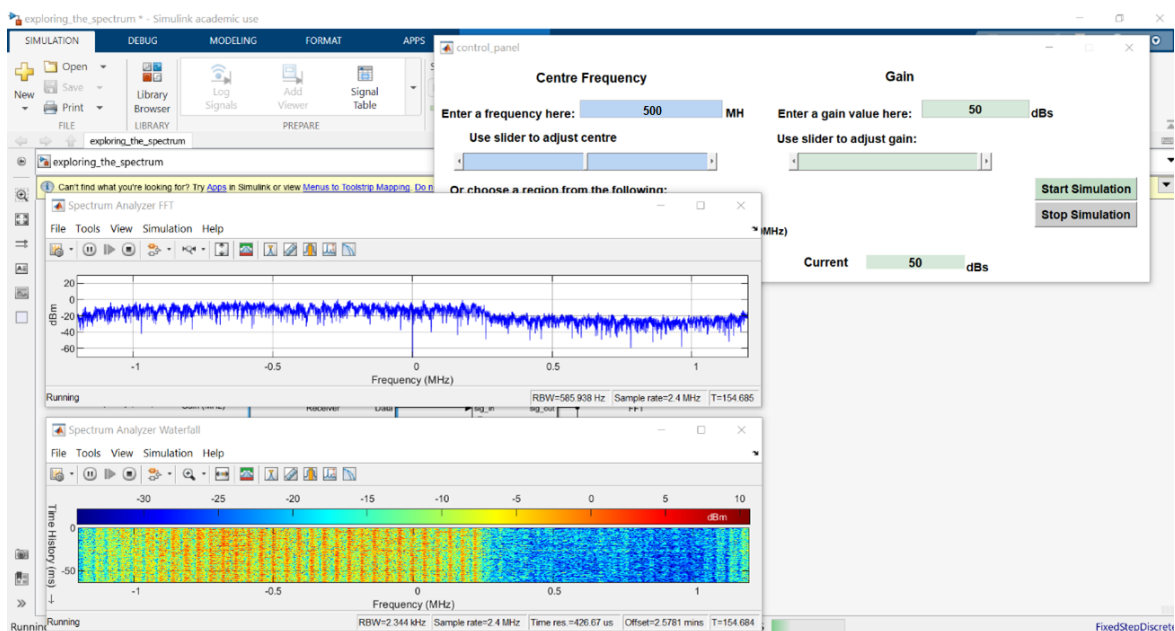 exploring_the_spectrum * - Simulink academic use
SIMULATION DEBUG MODELING FORMAT APPS
New
Open
Save
Print
FILE
Library Browser
LIBRARY
Log Signals
Add Viewer
Signal Table
PREPARE
exploring_the_spectrum
exploring_the_spectrum
Can't find what you're looking for? Try Apps in Simulink or view Menus to Toolstrip Mapping. Do n
control_panel
Centre Frequency
Gain
Enter a frequency here: 500 MH
Enter a gain value here: 50 dBs
Use slider to adjust centre
Use slider to adjust gain:
Or choose a region from the following:
Start Simulation
Stop Simulation
MHz)
Current 50 dBs
Spectrum Analyzer FFT
File Tools View Simulation Help
dBm
20
0
-20
-40
-60
-1 -0.5 0 0.5 1
Frequency (MHz)
Running
RBW=585.938 Hz Sample rate=2.4 MHz T=154.685
Receiver Data sig_in sig_out FFT
Spectrum Analyzer Waterfall
File Tools View Simulation Help
-30 -25 -20 -15 -10 -5 0 5 10
dBm
Time History (ms)
0
-50
-1 -0.5 0 0.5 1
Frequency (MHz)
Running
RBW=2.344 kHz Sample rate=2.4 MHz Time res.=426.67 us Offset=2.5781 mins T=154.684
Runnin
FixedStepDiscrete